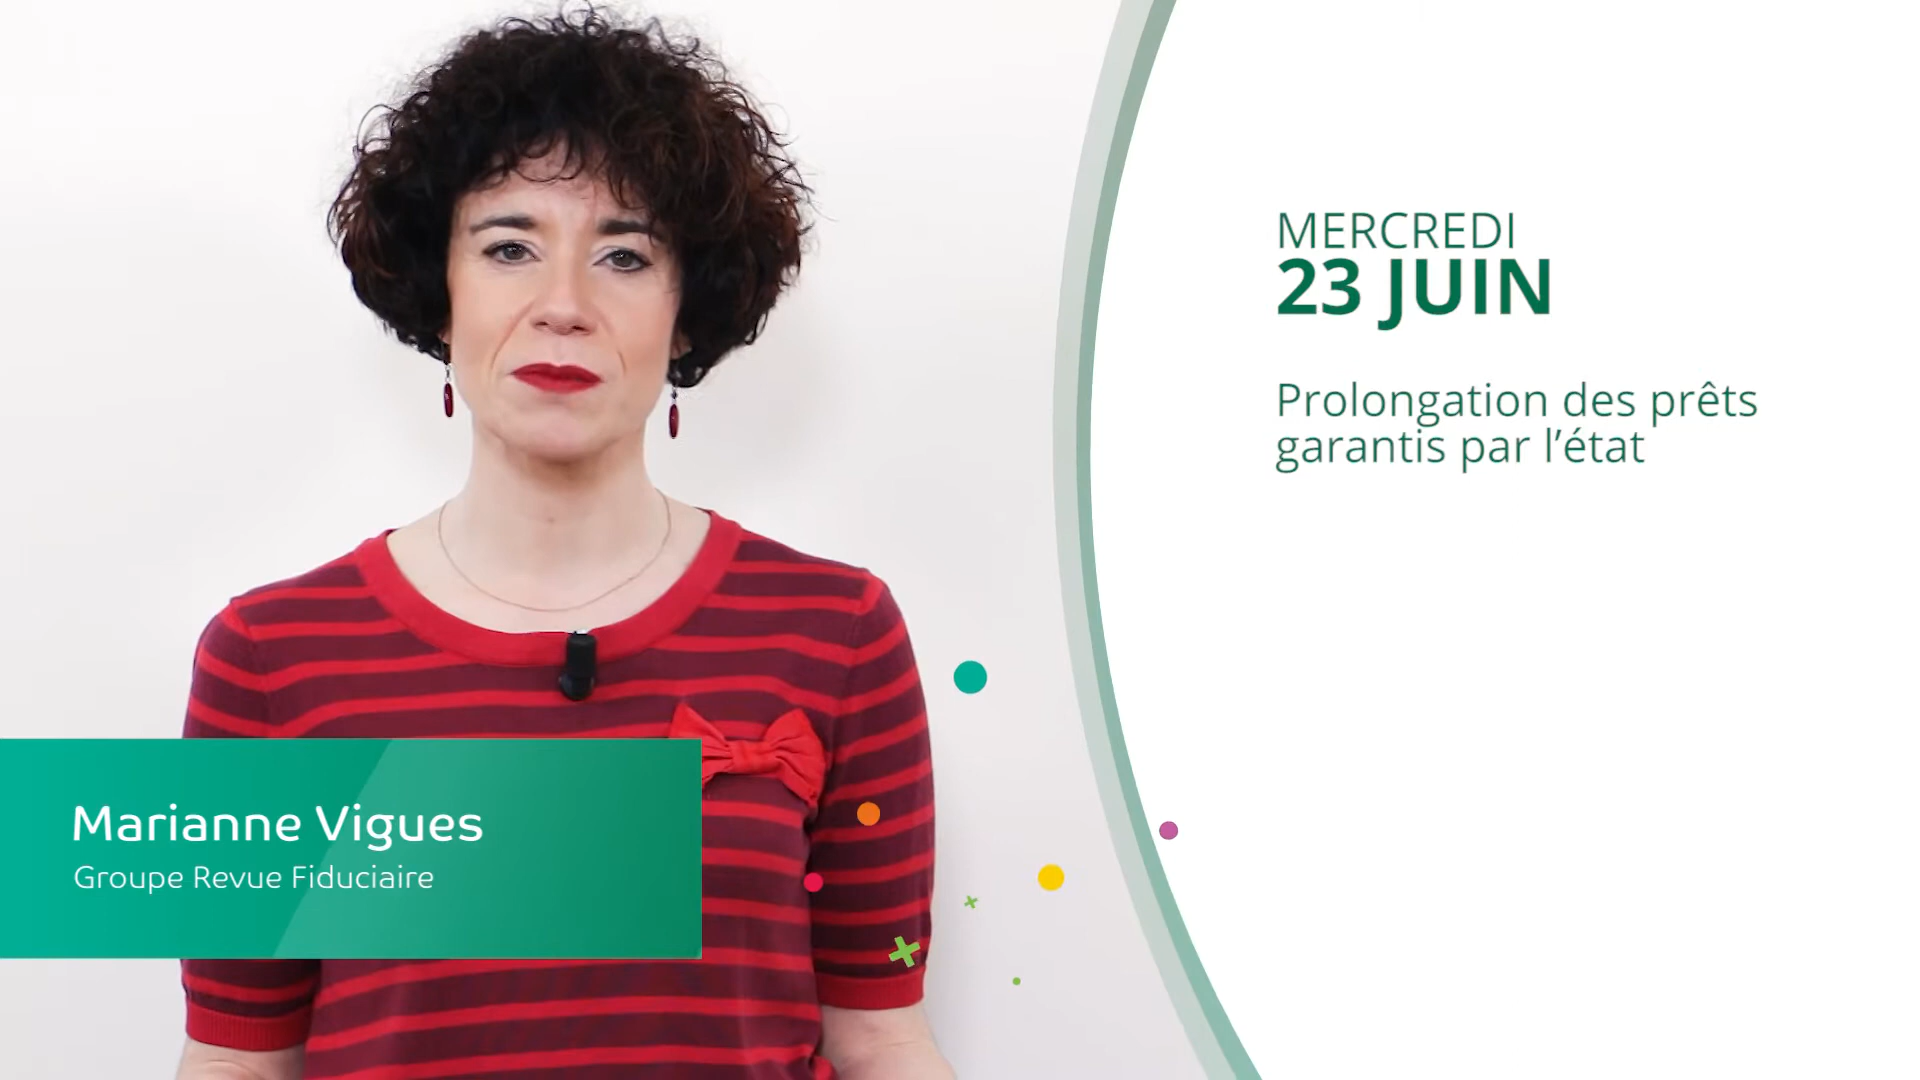 MERCREDI
23 JUIN
Prolongation des prêts
garantis par l’état
Marianne Vigues
Groupe Revue Fiduciaire